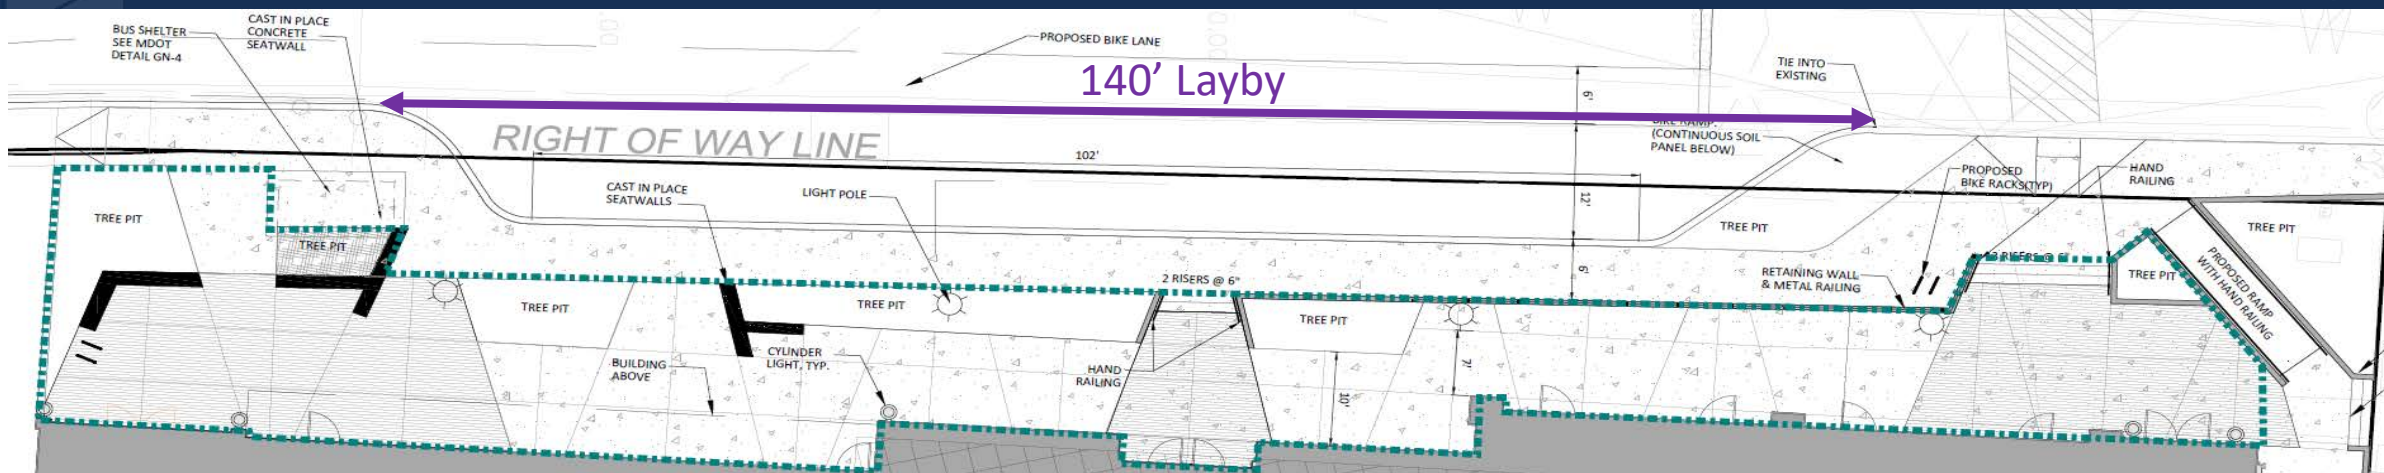 BUS SHELTER
SEE MDOT
DETAIL GN-4
CAST IN PLACE
CONCRETE
SEATWALL
PROPOSED BIKE LANE
140' Layby
TIE INTO
EXISTING
6'
RIGHT OF WAY LINE
102'
BIKE RAMP.
(CONTINUOUS SOIL
PANEL BELOW)
PROPOSED
BIKE RACKS(TYP)
HAND
RAILING
TREE PIT
TREE PIT
CAST IN PLACE
SEATWALLS
LIGHT POLE
12'
TREE PIT
TREE PIT
PROPOSED RAMP
WITH HAND RAILING
2 RISERS @ 6"
6'
RETAINING WALL
& METAL RAILING
RISERS @ 6"
TREE PIT
TREE PIT
TREE PIT
TREE PIT
BUILDING
ABOVE
CYLINDER
LIGHT, TYP.
HAND
RAILING
10'
7'